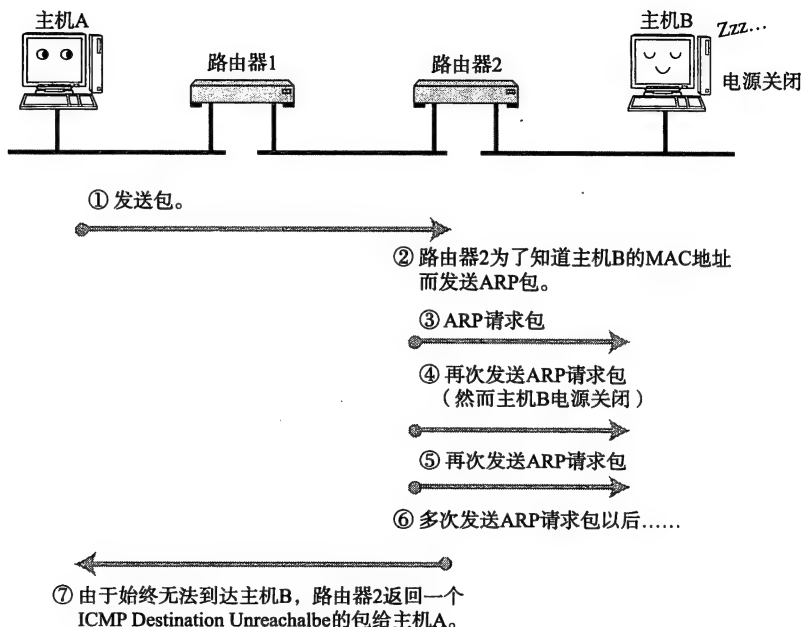 主机A
主机B
Zzz...
路由器1
路由器2
电源关闭
① 发送包。
② 路由器2为了知道主机B的MAC地址
而发送ARP包。
③ ARP请求包
④ 再次发送ARP请求包
（然而主机B电源关闭）
⑤ 再次发送ARP请求包
⑥ 多次发送ARP请求包以后……
⑦ 由于始终无法到达主机B，路由器2返回一个
ICMP Destination Unreachalbe的包给主机A。